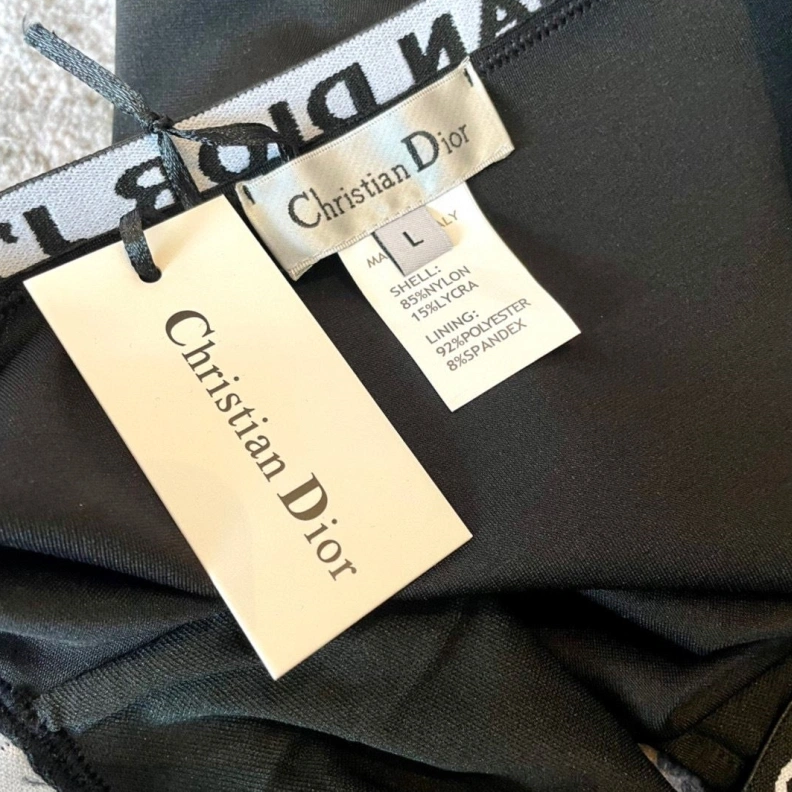 Christian Dior
L
SHELL:
85%NYLON
15%LYCRA
LINING:
92%POLYESTER
8%SPANDEX
Christian Dior